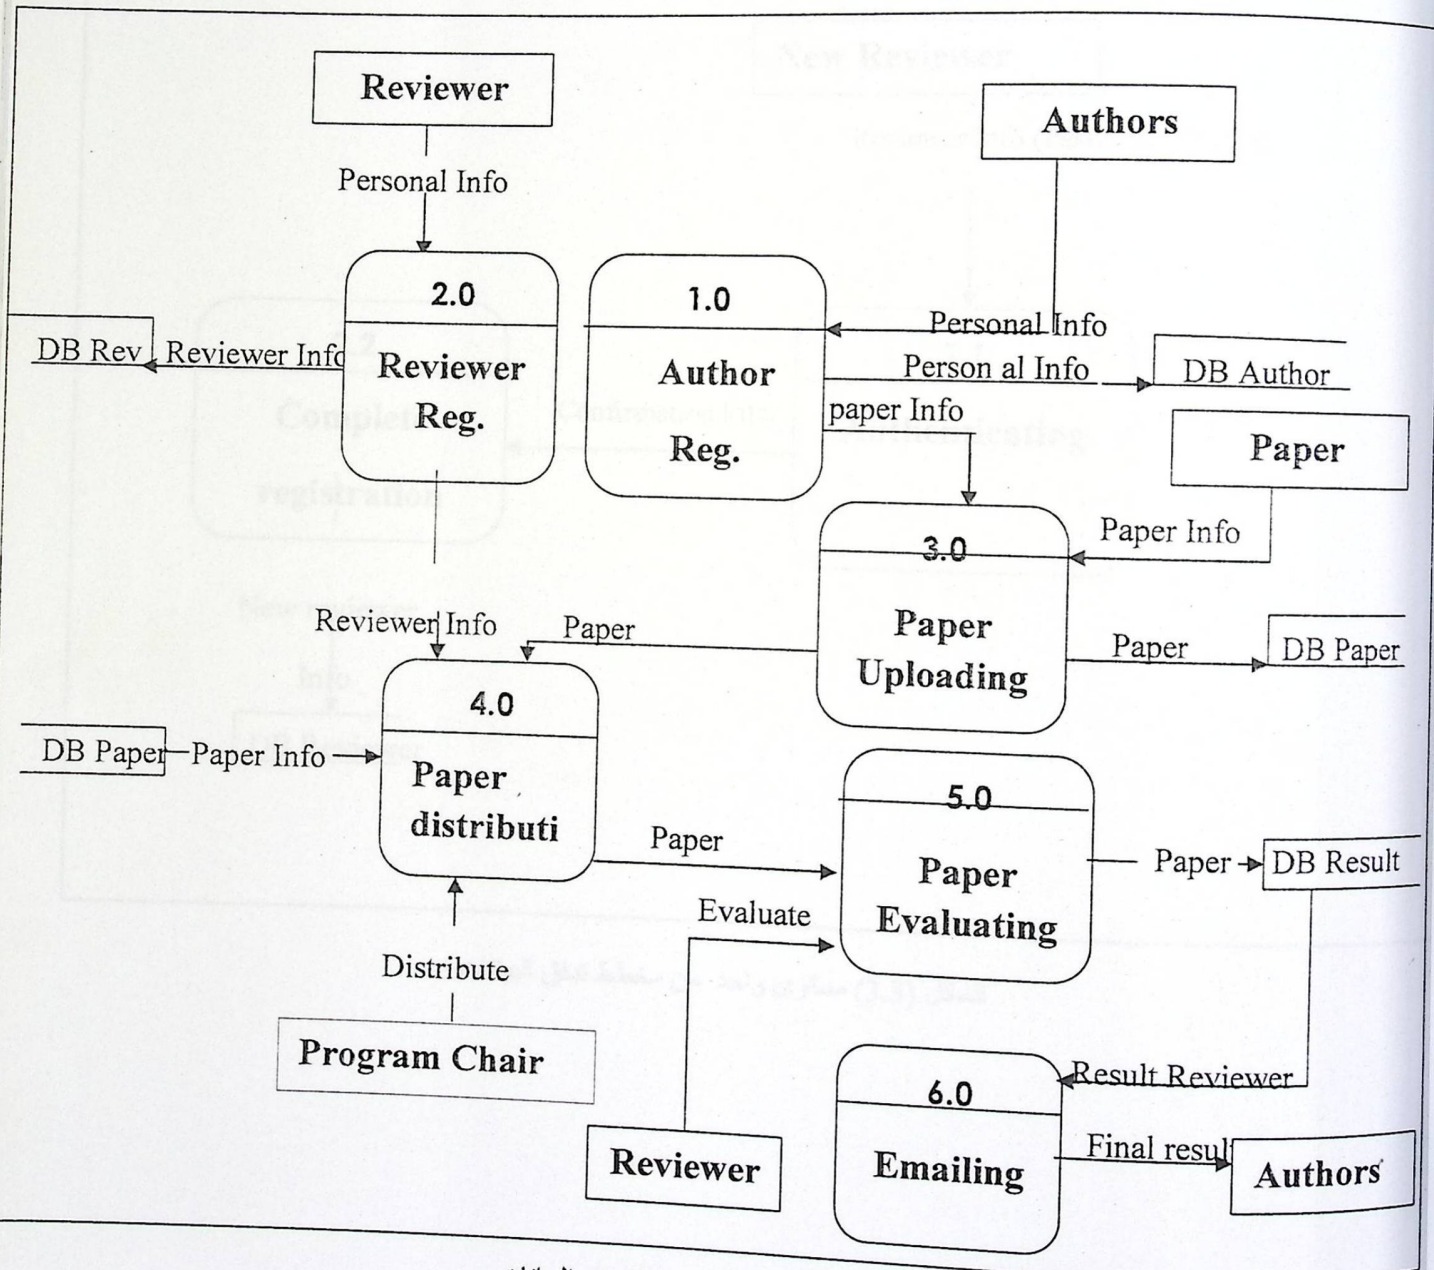 Reviewer
Authors
Personal Info
2.0
1.0
Personal Info
DB Rev
Reviewer Info
Reviewer
Reg.
Author
Reg.
Person al Info
DB Author
paper Info
Paper
3.0
Paper Info
Reviewer Info
Paper
Paper
Uploading
Paper
DB Paper
4.0
DB Paper
Paper Info
Paper
distributi
5.0
Paper
Paper
Evaluating
Paper
DB Result
Evaluate
Distribute
Program Chair
6.0
Result Reviewer
Reviewer
Emailing
Final resul
Authors